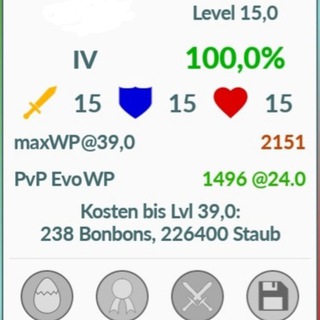 Level 15,0
IV 100,0%
15 15 15
maxWP@39,0 2151
PvP EvoWP 1496 @24.0
Kosten bis Lvl 39,0:
238 Bonbons, 226400 Staub